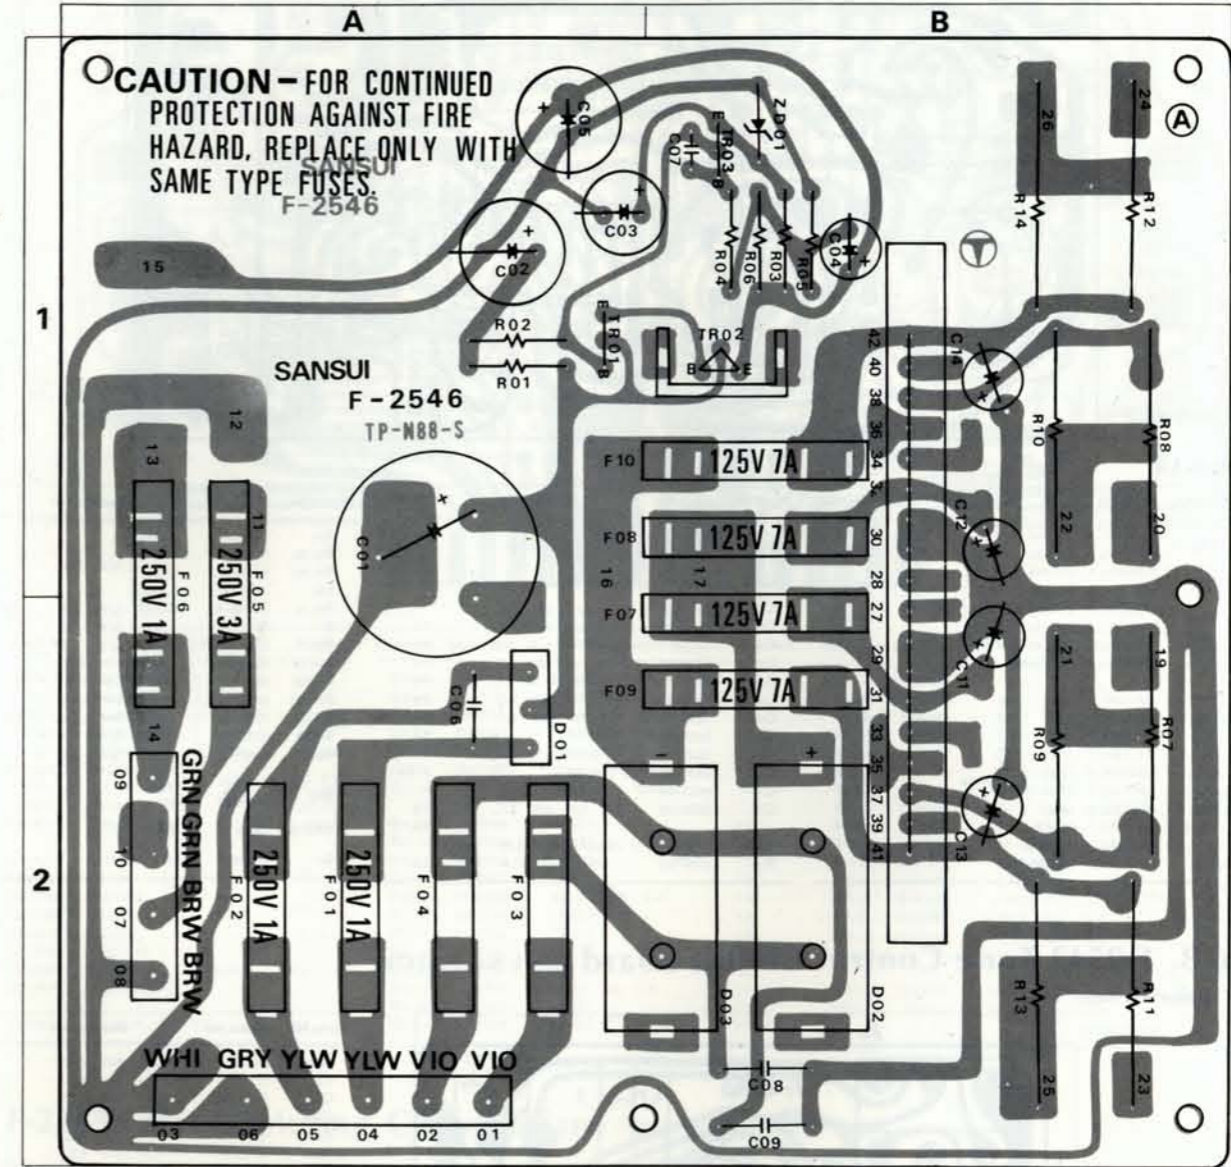 A
B
CAUTION – FOR CONTINUED
PROTECTION AGAINST FIRE
HAZARD, REPLACE ONLY WITH
SAME TYPE FUSES.
SANSUI
F-2546
A
1
2
15
C05
C03
C02
C07
E
TR03
B
ZD01
R04
R06
R03
R05
C04
26
24
R14
R12
R02
R01
B
TR01
B
TR02
B
E
SANSUI
F-2546
TP-N88-S
12
13
11
250V 1A
F06
250V 3A
F05
14
C01
C06
D01
16
17
F10
125V 7A
F08
125V 7A
F07
125V 7A
F09
125V 7A
42
40
38
36
34
32
30
28
27
29
31
33
35
37
39
41
C14
C12
C11
C13
R10
R08
22
20
21
19
R09
R07
09
10
07
08
GRN GRN BRW BRW
F02
250V 1A
F01
250V 1A
F04
F03
D03
D02
R13
R11
25
23
C08
C09
WHI GRY YLW YLW VIO VIO
03 06 05 04 02 01